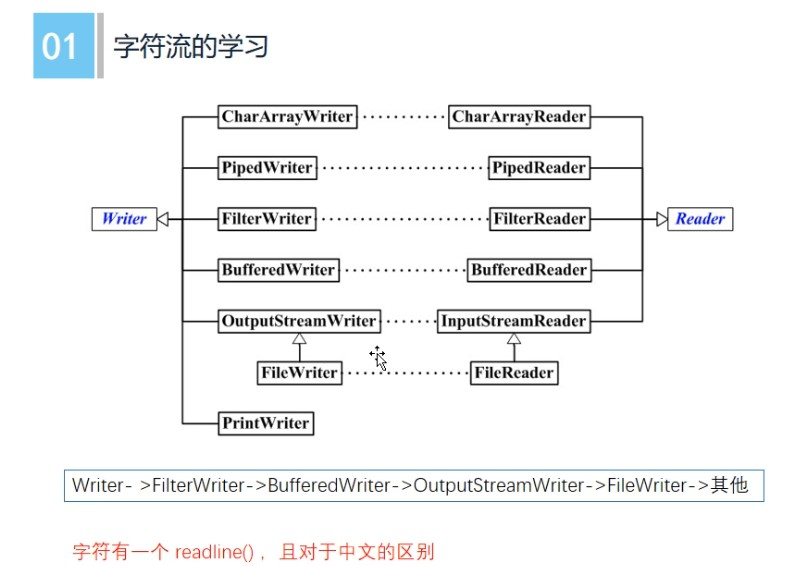 01 字符流的学习
CharArrayWriter CharArrayReader
PipedWriter PipedReader
Writer FilterWriter FilterReader Reader
BufferedWriter BufferedReader
OutputStreamWriter InputStreamReader
FileWriter FileReader
PrintWriter
Writer- >FilterWriter->BufferedWriter->OutputStreamWriter->FileWriter->其他
字符有一个 readline() ，且对于中文的区别